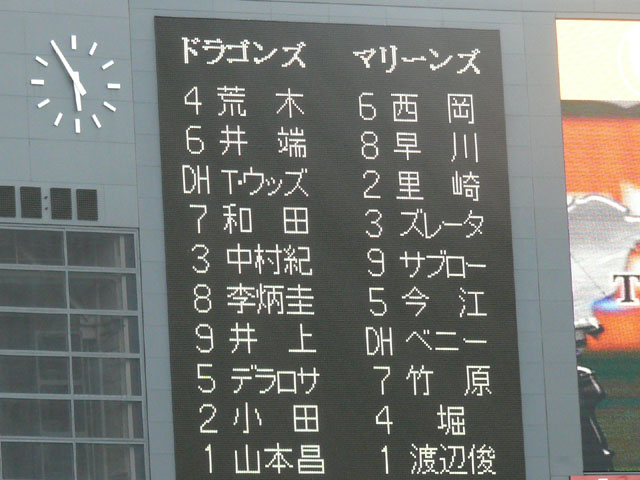 ドラゴンズ マリーンズ
4 荒木 6 西岡
6 井端 8 早川
DH T・ウッズ 2 里崎
7 和田 3 ズレータ
3 中村紀 9 サブロー
8 李炳圭 5 今江
9 井上 DH ベニー
5 デラロサ 7 竹原
2 小田 4 堀
1 山本昌 1 渡辺俊
T